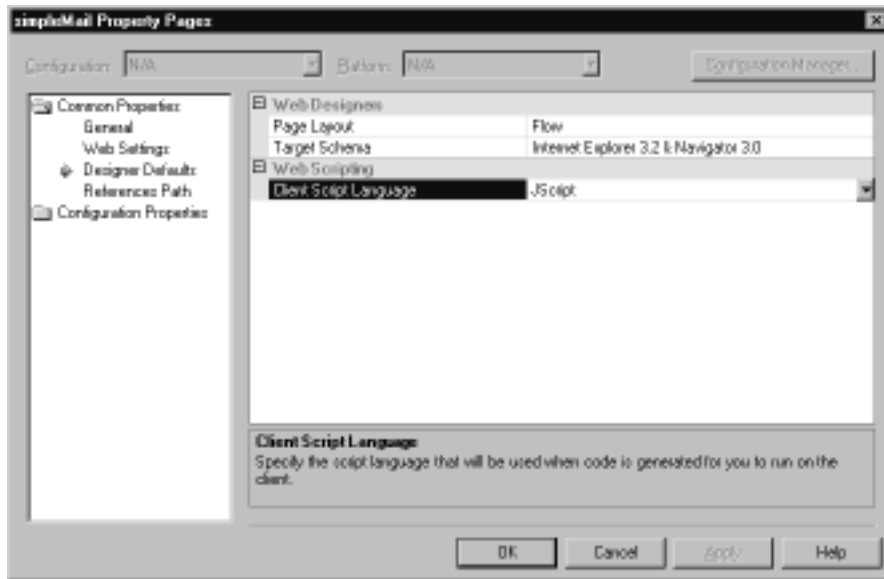 simpleMail Property Pages
Configuration: N/A Platform: N/A Configuration Manager...
Common Properties
General
Web Settings
Designer Defaults
References Path
Configuration Properties
Web Designers
Page Layout Flow
Target Schema Internet Explorer 3.2 & Navigator 3.0
Web Scripting
Client Script Language JScript
Client Script Language
Specify the script language that will be used when code is generated for you to run on the
client.
OK Cancel Apply Help